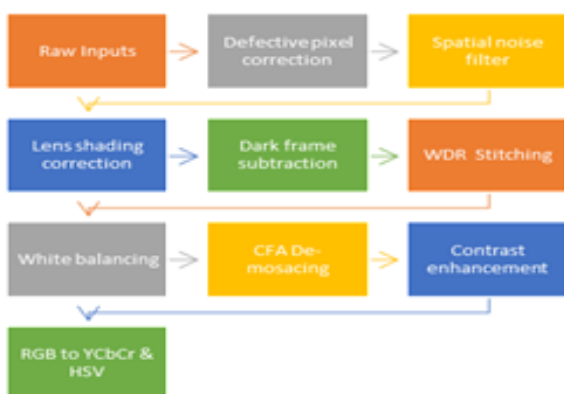 Raw Inputs
Defective pixel
correction
Spatial noise
filter
Lens shading
correction
Dark frame
subtraction
WDR Stitching
White balancing
CFA De-
mosacing
Contrast
enhancement
RGB to YCbCr &
HSV